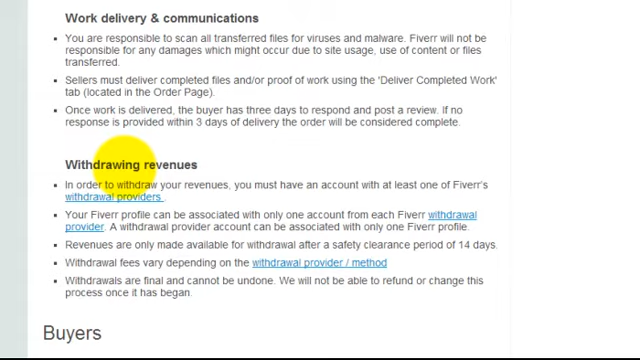 Work delivery & communications
You are responsible to scan all transferred files for viruses and malware. Fiverr will not be
responsible for any damages which might occur due to site usage, use of content or files
transferred.
Sellers must deliver completed files and/or proof of work using the 'Deliver Completed Work'
tab (located in the Order Page).
Once work is delivered, the buyer has three days to respond and post a review. If no
response is provided within 3 days of delivery the order will be considered complete.
Withdrawing revenues
In order to withdraw your revenues, you must have an account with at least one of Fiverr's
withdrawal providers .
Your Fiverr profile can be associated with only one account from each Fiverr withdrawal
provider. A withdrawal provider account can be associated with only one Fiverr profile.
Revenues are only made available for withdrawal after a safety clearance period of 14 days.
Withdrawal fees vary depending on the withdrawal provider / method
Withdrawals are final and cannot be undone. We will not be able to refund or change this
process once it has began.
Buyers